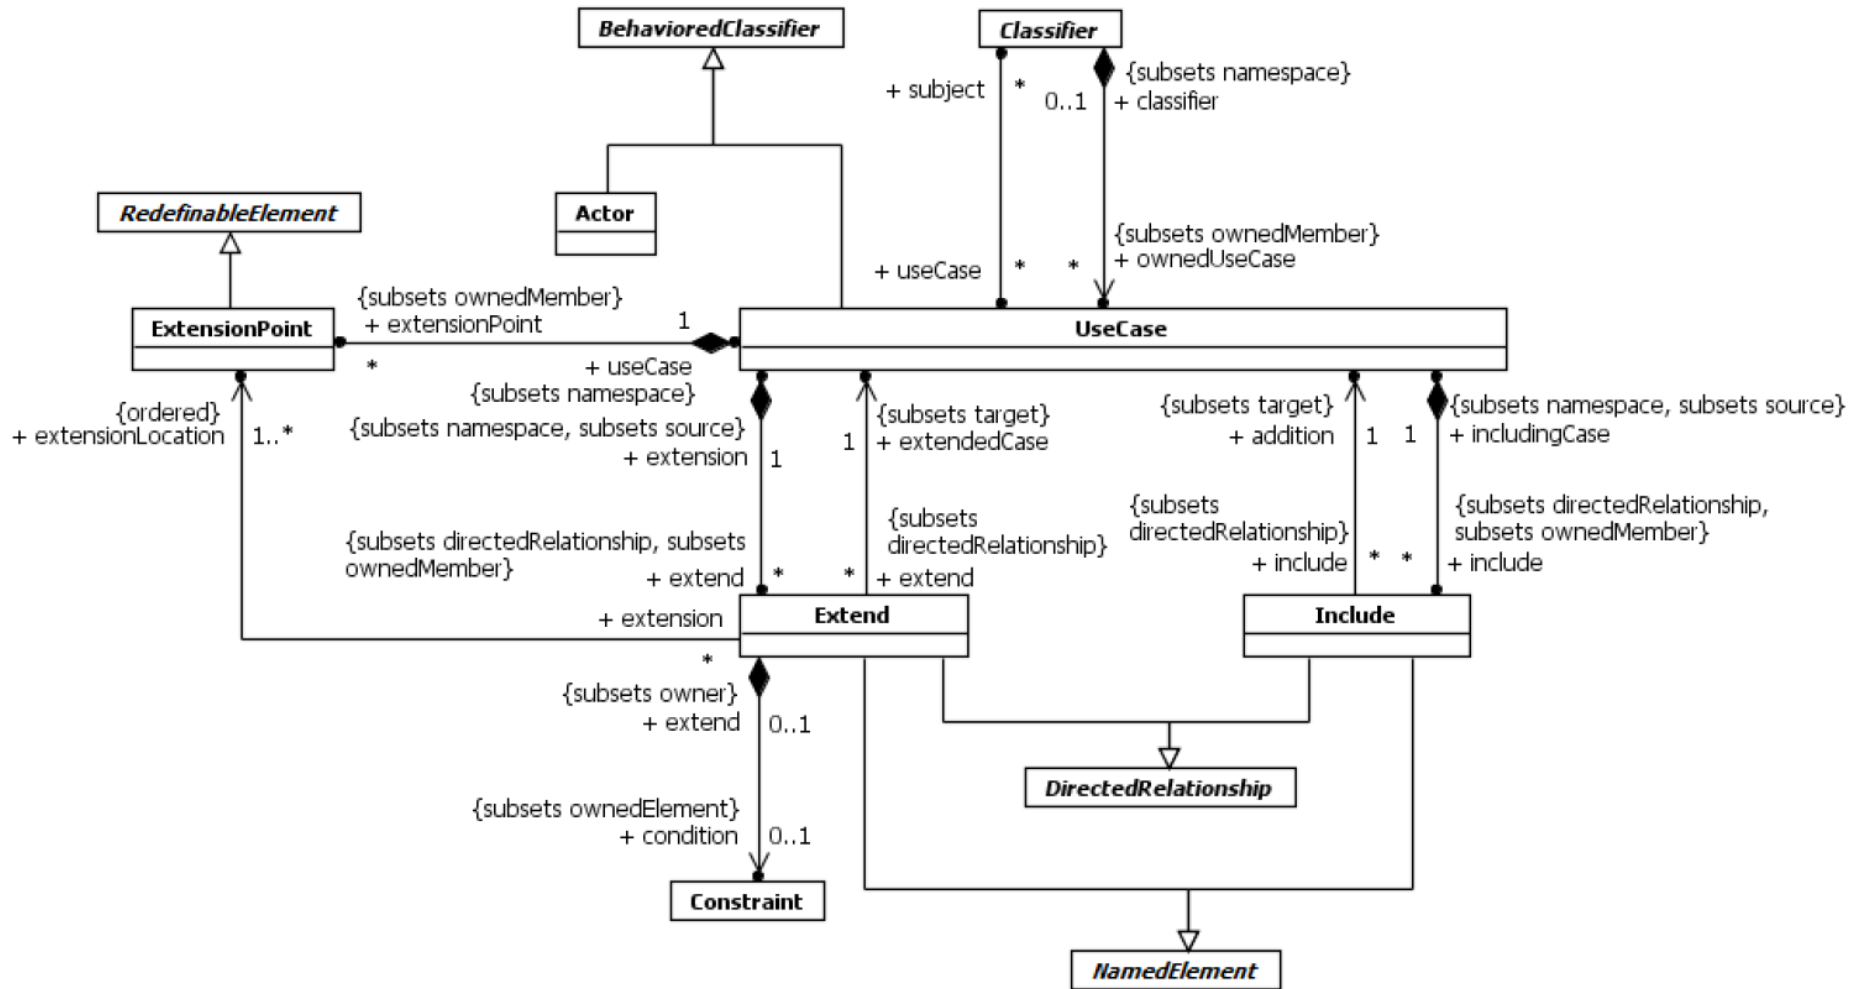 BehavioredClassifier
Classifier
+ subject
*
0..1
{subsets namespace}
+ classifier
RedefinableElement
Actor
{subsets ownedMember}
+ ownedUseCase
+ useCase
*
*
{subsets ownedMember}
+ extensionPoint
1
ExtensionPoint
UseCase
*
+ useCase
{subsets namespace}
{ordered}
+ extensionLocation
1..*
{subsets namespace, subsets source}
+ extension
1
{subsets target}
1
+ extendedCase
{subsets target}
+ addition
1
1
{subsets namespace, subsets source}
+ includingCase
{subsets directedRelationship, subsets
ownedMember}
+ extend
*
{subsets
directedRelationship}
*
+ extend
{subsets
directedRelationship}
+ include
*
*
{subsets directedRelationship,
subsets ownedMember}
+ include
+ extension
*
Extend
Include
{subsets owner}
+ extend
0..1
DirectedRelationship
{subsets ownedElement}
+ condition
0..1
Constraint
NamedElement